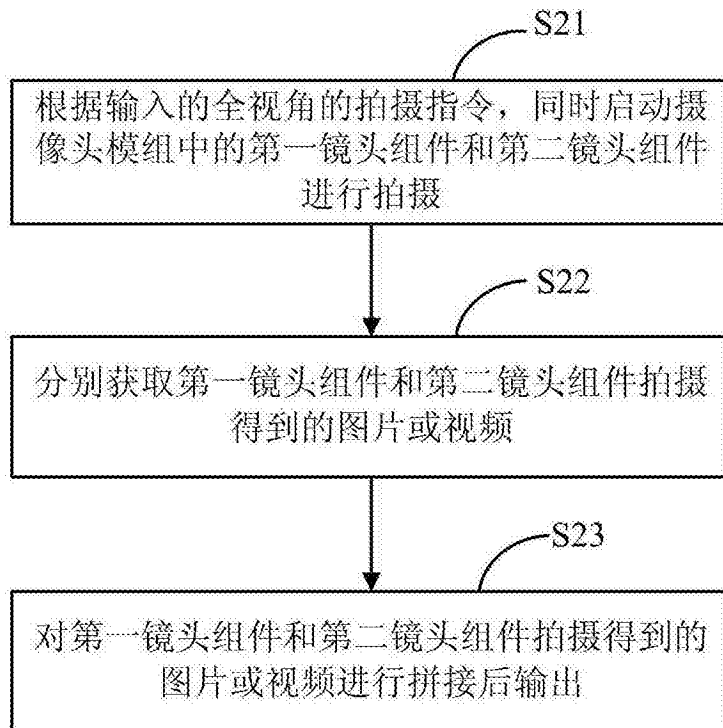 S21
根据输入的全视角的拍摄指令，同时启动摄
像头模组中的第一镜头组件和第二镜头组件
进行拍摄
S22
分别获取第一镜头组件和第二镜头组件拍摄
得到的图片或视频
S23
对第一镜头组件和第二镜头组件拍摄得到的
图片或视频进行拼接后输出